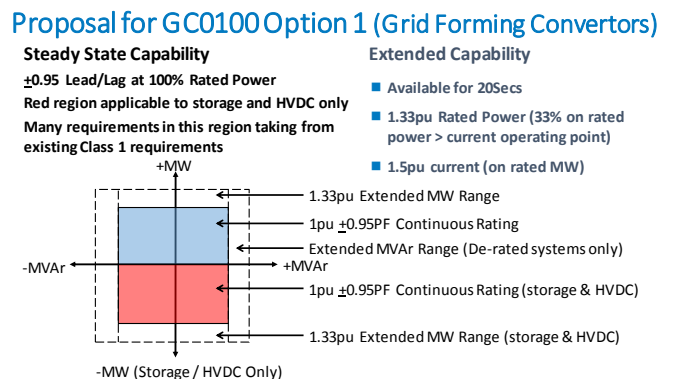 Proposal for GC0100 Option 1 (Grid Forming Convertors)
Steady State Capability
±0.95 Lead/Lag at 100% Rated Power
Red region applicable to storage and HVDC only
Many requirements in this region taking from
existing Class 1 requirements
Extended Capability
Available for 20Secs
1.33pu Rated Power (33% on rated
power > current operating point)
1.5pu current (on rated MW)
+MW
1.33pu Extended MW Range
1pu ±0.95PF Continuous Rating
Extended MVAr Range (De-rated systems only)
-MVAr
+MVAr
1pu ±0.95PF Continuous Rating (storage & HVDC)
1.33pu Extended MW Range (storage & HVDC)
-MW (Storage / HVDC Only)